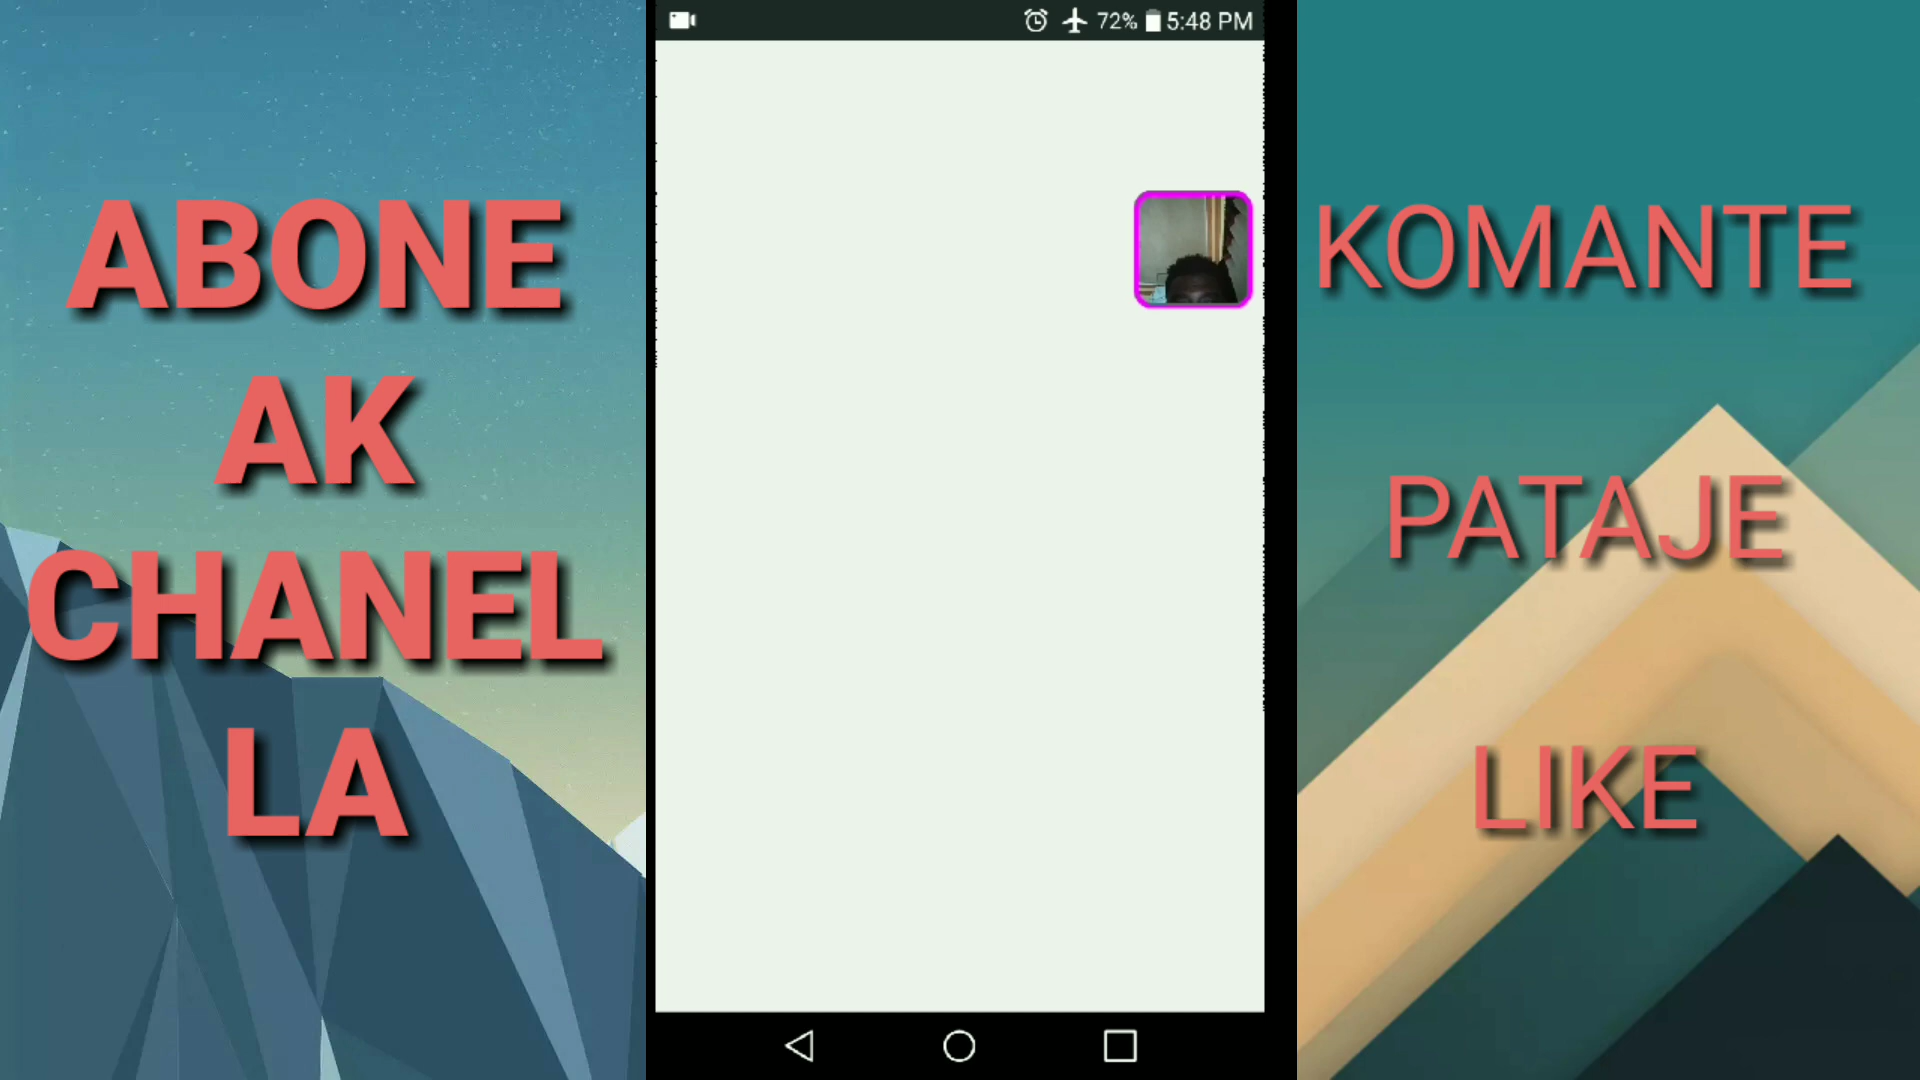 72% 5:48 PM
ABONE
AK
CHANEL
LA
KOMANTE
PATAJE
LIKE